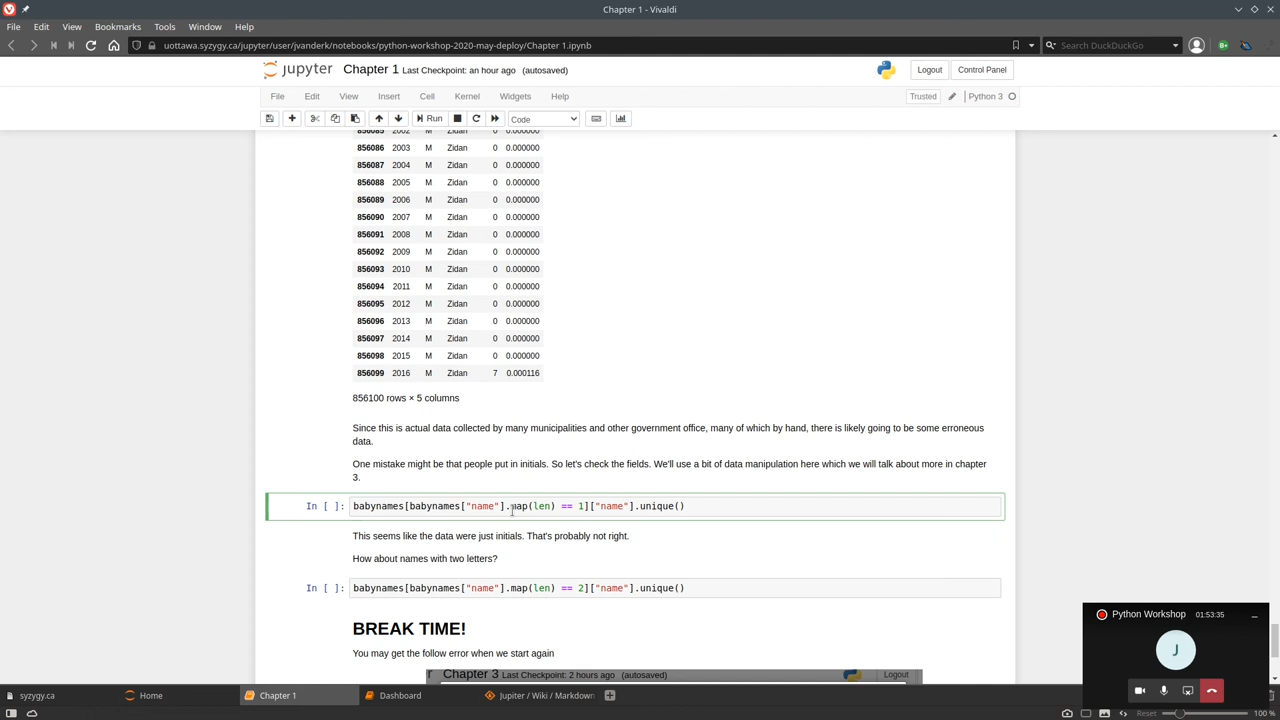 Chapter 1 - Vivaldi
File Edit View Bookmarks Tools Window Help
uottawa.syzygy.ca/jupyter/user/jvanderk/notebooks/python-workshop-2020-may-deploy/Chapter 1.ipynb
Search DuckDuckGo
jupyter Chapter 1 Last Checkpoint: an hour ago (autosaved)
Logout Control Panel
File Edit View Insert Cell Kernel Widgets Help
Trusted Python 3
Run Code
856085 2002 M Zidan 0 0.000000
856086 2003 M Zidan 0 0.000000
856087 2004 M Zidan 0 0.000000
856088 2005 M Zidan 0 0.000000
856089 2006 M Zidan 0 0.000000
856090 2007 M Zidan 0 0.000000
856091 2008 M Zidan 0 0.000000
856092 2009 M Zidan 0 0.000000
856093 2010 M Zidan 0 0.000000
856094 2011 M Zidan 0 0.000000
856095 2012 M Zidan 0 0.000000
856096 2013 M Zidan 0 0.000000
856097 2014 M Zidan 0 0.000000
856098 2015 M Zidan 0 0.000000
856099 2016 M Zidan 7 0.000116
856100 rows × 5 columns
Since this is actual data collected by many municipalities and other government office, many of which by hand, there is likely going to be some erroneous
data.
One mistake might be that people put in initials. So let's check the fields. We'll use a bit of data manipulation here which we will talk about more in chapter
3.
In [ ]: babynames[babynames["name"].map(len) == 1]["name"].unique()
This seems like the data were just initials. That's probably not right.
How about names with two letters?
In [ ]: babynames[babynames["name"].map(len) == 2]["name"].unique()
BREAK TIME!
You may get the follow error when we start again
Chapter 3 Last Checkpoint: 2 hours ago (autosaved)
Logout
Python Workshop 01:53:35
J
syzygy.ca Home Chapter 1 Dashboard Jupiter / Wiki / Markdown
Reset 100 %